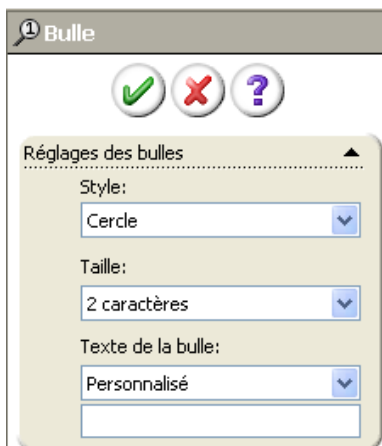 Bulle
Réglages des bulles
Style:
Cercle
Taille:
2 caractères
Texte de la bulle:
Personnalisé